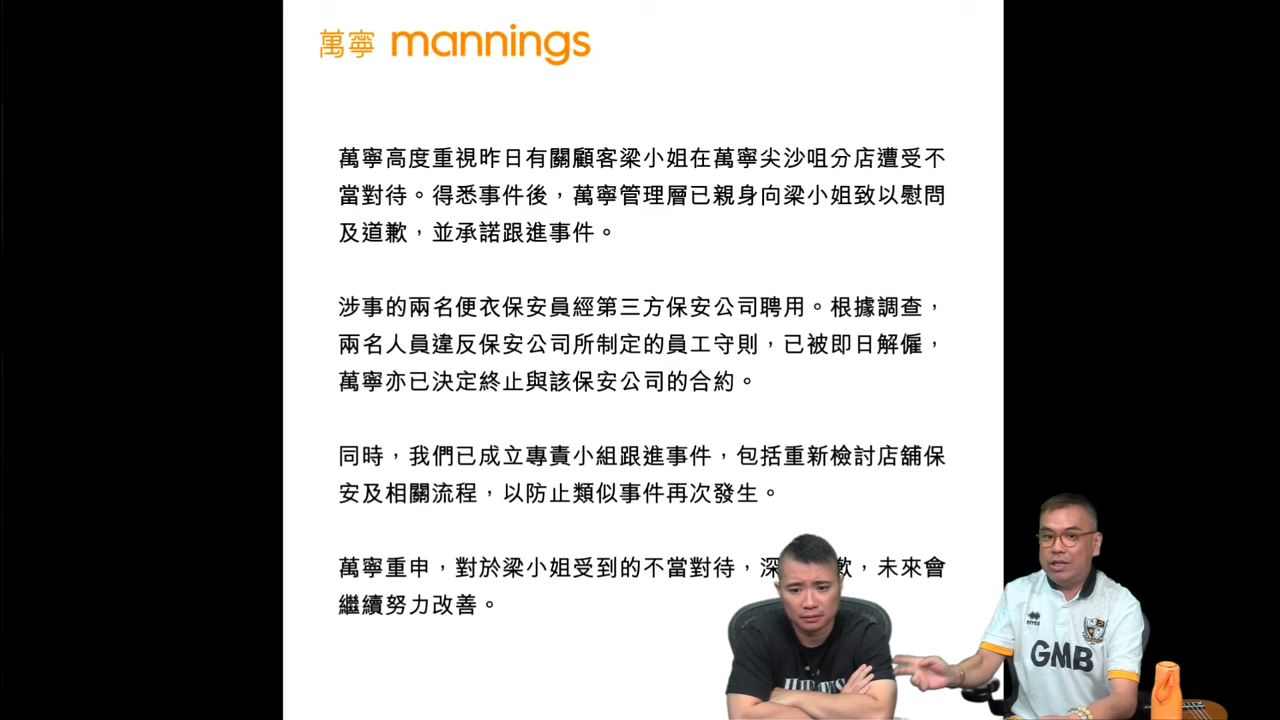 萬寧 mannings
萬寧高度重視昨日有關顧客梁小姐在萬寧尖沙咀分店遭受不
當對待。得悉事件後，萬寧管理層已親身向梁小姐致以慰問
及道歉，並承諾跟進事件。
涉事的兩名便衣保安員經第三方保安公司聘用。根據調查，
兩名人員違反保安公司所制定的員工守則，已被即日解僱，
萬寧亦已決定終止與該保安公司的合約。
同時，我們已成立專責小組跟進事件，包括重新檢討店舖保
安及相關流程，以防止類似事件再次發生。
萬寧重申，對於梁小姐受到的不當對待，深 歉，未來會
繼續努力改善。
errea
GMB